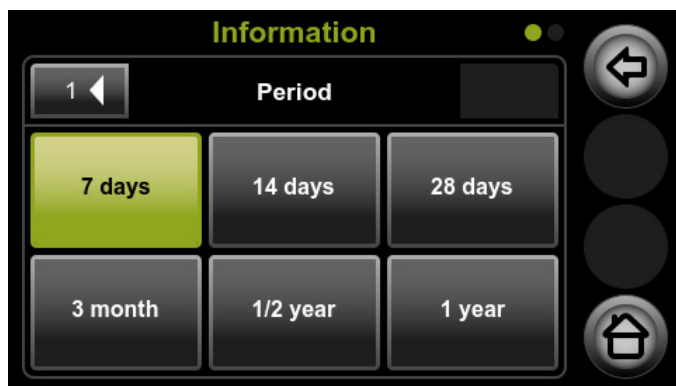 Information
1
Period
7 days
14 days
28 days
3 month
1/2 year
1 year